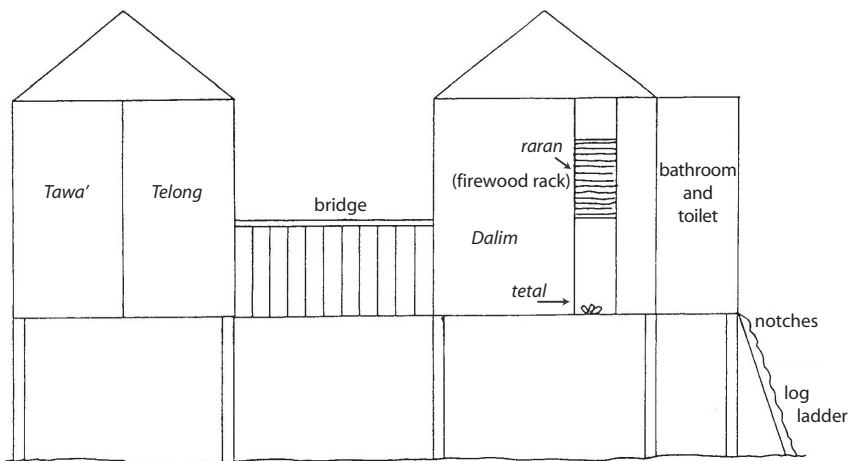 Tawa’
Telong
bridge
raran
(firewood rack)
Dalim
tetal
bathroom
and
toilet
notches
log
ladder